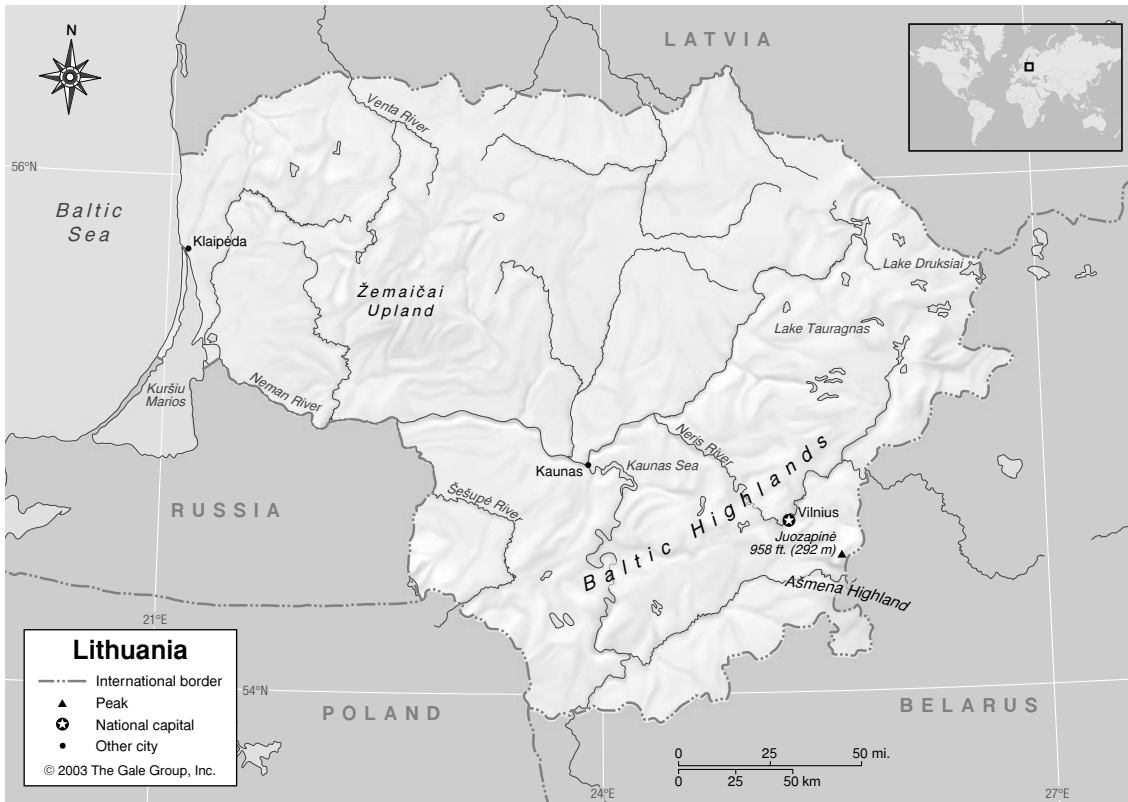 N
LATVIA
Venta River
56°N
Baltic
Sea
Klaipėda
Lake Druksiai
Žemaičai
Upland
Lake Tauragnas
Kuršiu
Marios
Neman River
Neris River
Kaunas
Kaunas Sea
Baltic Highlands
RUSSIA
Šešupé River
Vilnius
Juozapinė
958 ft. (292 m)
Ašmena Highland
21°E
Lithuania
International border
Peak
National capital
Other city
© 2003 The Gale Group, Inc.
54°N
POLAND
BELARUS
0 25 50 mi.
0 25 50 km
24°E
27°E